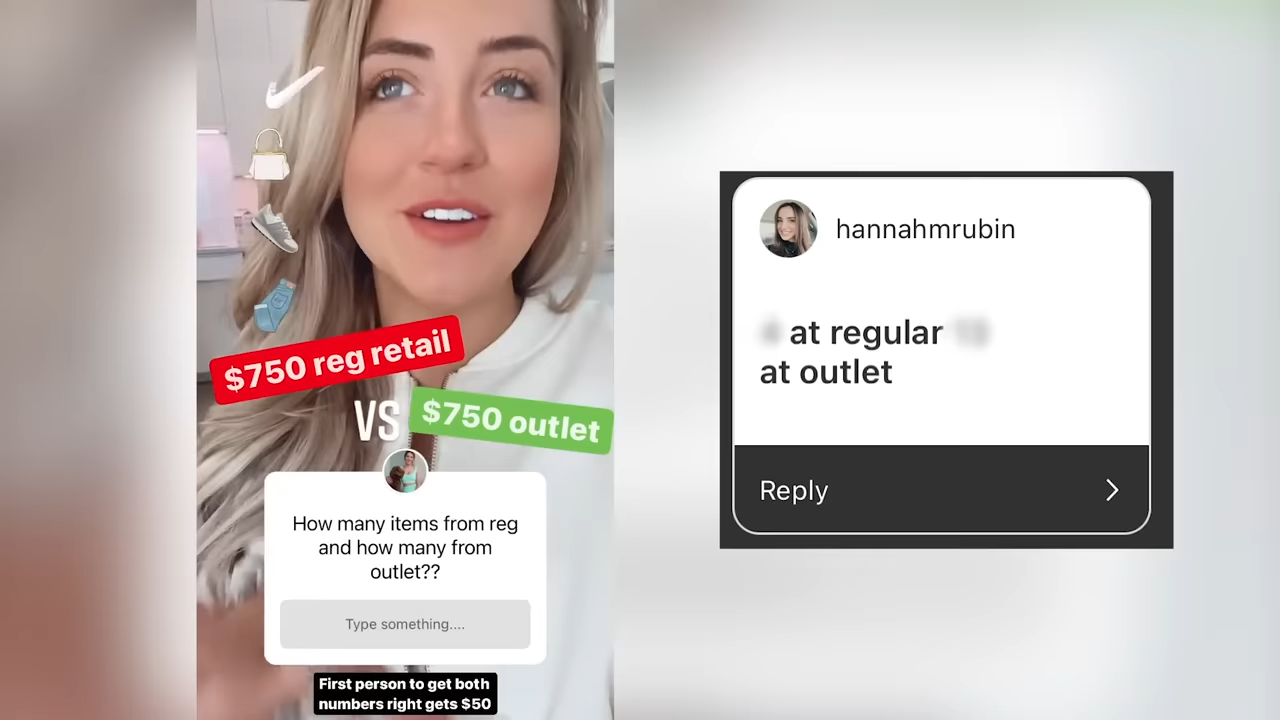 $750 reg retail
VS
$750 outlet
How many items from reg
and how many from
outlet??
Type something....
First person to get both
numbers right gets $50
hannahmrubin
at regular
at outlet
Reply